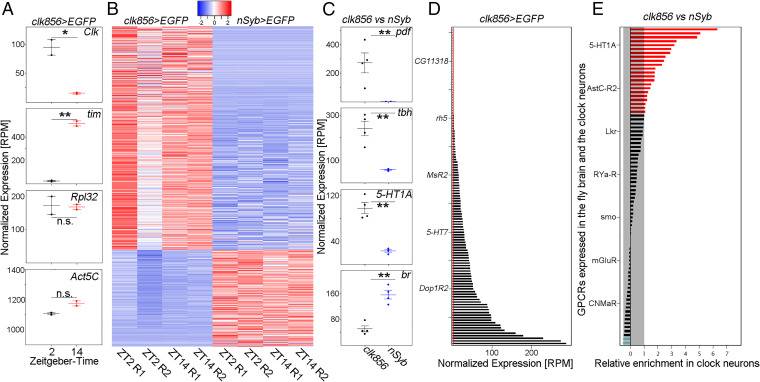 A
clk856>EGFP
Clk
*
100
50
tim
**
600
400
200
Rpl32
n.s.
200
100
Act5C
n.s.
1400
1200
1000
2 14
Zeitgeber-Time
Normalized Expression [RPM]
B
-2 0 2
clk856>EGFP nSyb>EGFP
ZT2 R1 ZT2 R2 ZT14 R1 ZT14 R2 ZT2 R1 ZT2 R2 ZT14 R1 ZT14 R2
C
clk856 vs nSyb
pdf
**
400
200
0
tbh
**
300
100
5-HT1A
**
120
40
br
**
160
80
clk856 nSyb
Normalized Expression [RPM]
D
clk856>EGFP
CG11318
rh5
MsR2
5-HT7
Dop1R2
0 100 200
Normalized Expression [RPM]
E
clk856 vs nSyb
5-HT1A
AstC-R2
Lkr
RYa-R
smo
mGluR
CNMaR
0 1 2 3 4 5 6 7
Relative enrichment in clock neurons
GPCRs expressed in the fly brain and the clock neurons